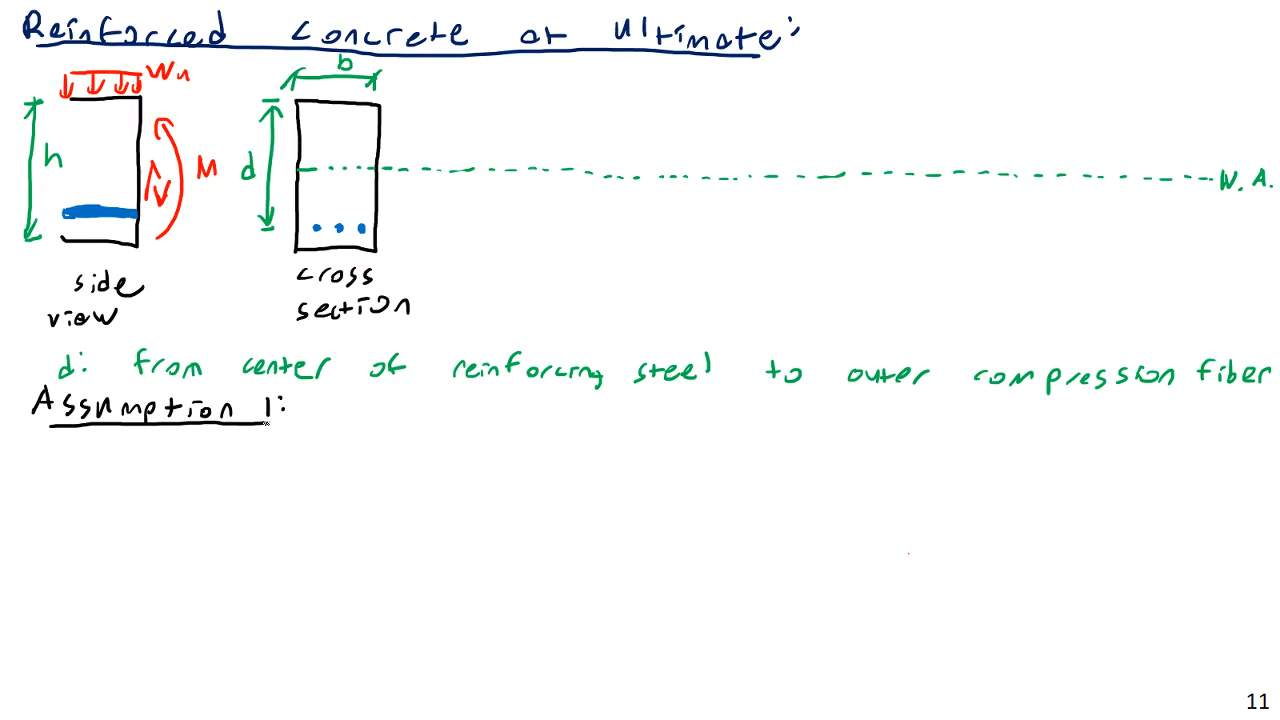 Reinforced concrete at Ultimate:
Wu
b
h
M
d
N.A.
side
view
cross
section
d: from center of reinforcing steel to outer compression fiber
Assumption 1:
11